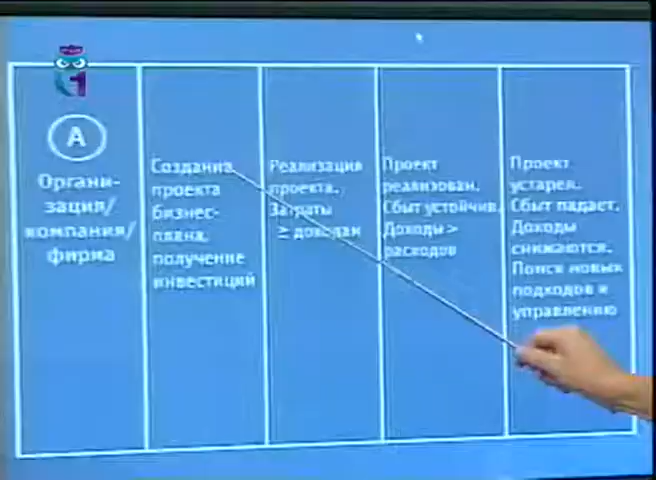 А
Органи-
зация/
компания/
фирма
Создание
проекта
бизнес-
плана,
получение
инвестиций
Реализация
проекта.
Затраты
≥ доходам
Проект
реализован.
Сбыт устойчив.
Доходы >
расходов
Проект
устарел.
Сбыт падает.
Доходы
снижаются.
Поиск новых
подходов к
управлению